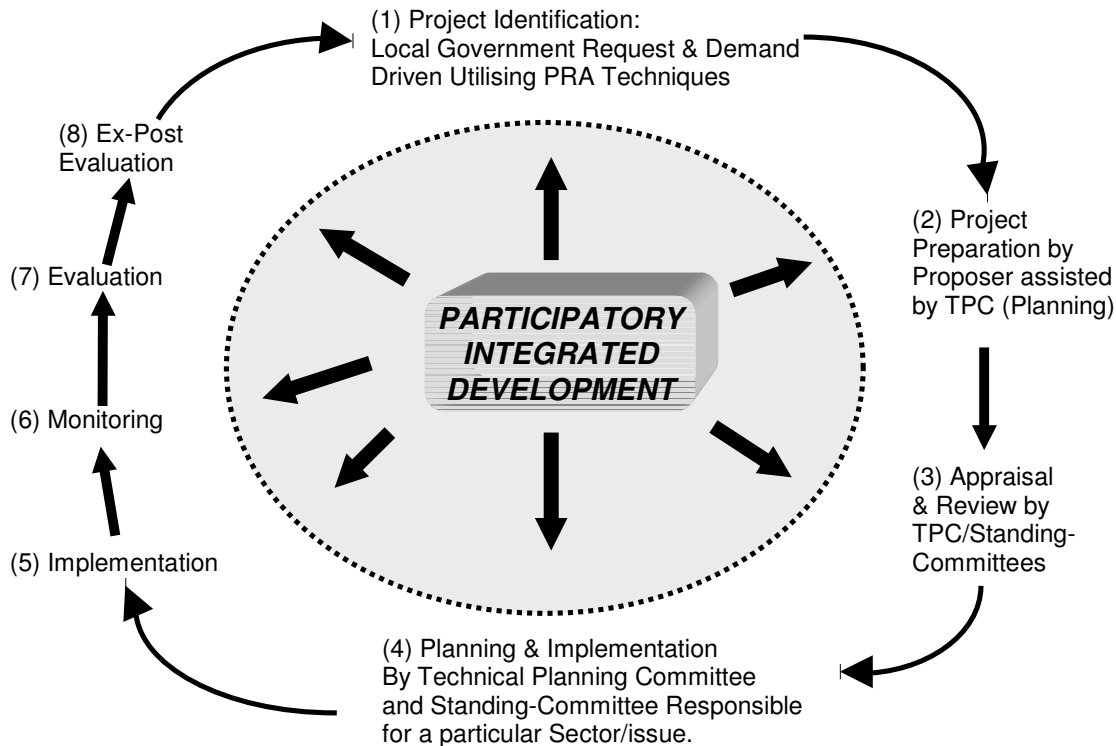 (1) Project Identification:
Local Government Request & Demand
Driven Utilising PRA Techniques
(2) Project
Preparation by
Proposer assisted
by TPC (Planning)
(3) Appraisal
& Review by
TPC/Standing-
Committees
(4) Planning & Implementation
By Technical Planning Committee
and Standing-Committee Responsible
for a particular Sector/issue.
(5) Implementation
(6) Monitoring
(7) Evaluation
(8) Ex-Post
Evaluation
PARTICIPATORY
INTEGRATED
DEVELOPMENT